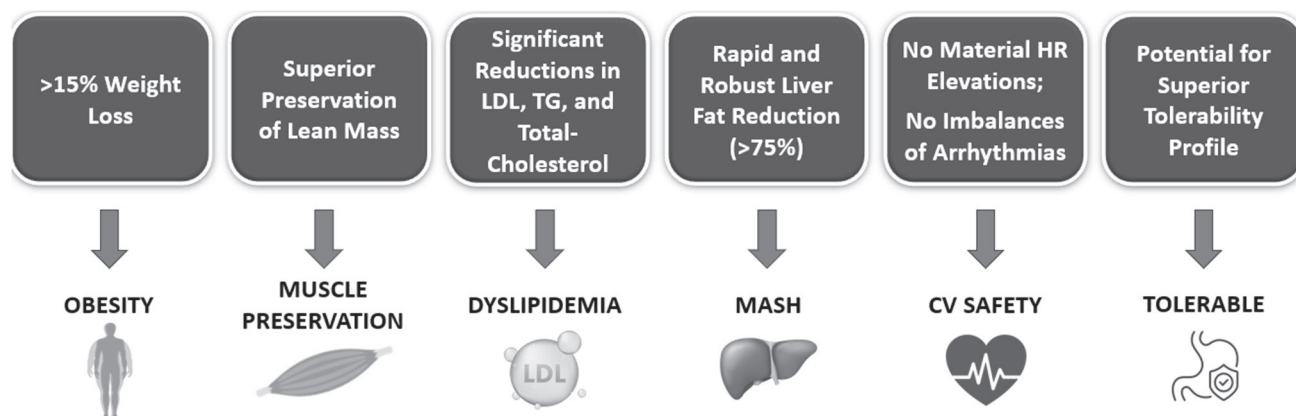 >15% Weight
Loss
Superior
Preservation
of Lean Mass
Significant
Reductions in
LDL, TG, and
Total-
Cholesterol
Rapid and
Robust Liver
Fat Reduction
(>75%)
No Material HR
Elevations;
No Imbalances
of Arrhythmias
Potential for
Superior
Tolerability
Profile
OBESITY
MUSCLE
PRESERVATION
DYSLIPIDEMIA
MASH
CV SAFETY
TOLERABLE
LDL